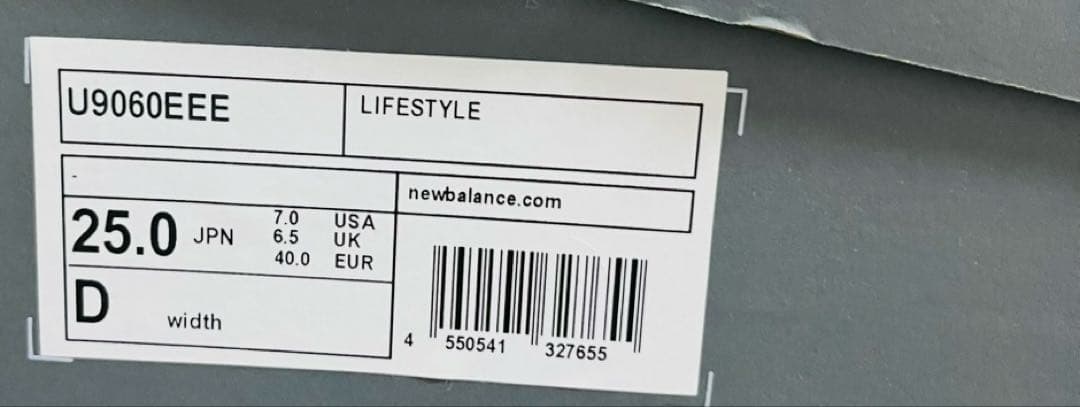 U9060EEE
LIFESTYLE
-
newbalance.com
25.0 JPN
7.0 USA
6.5 UK
40.0 EUR
D width
4 550541 327655